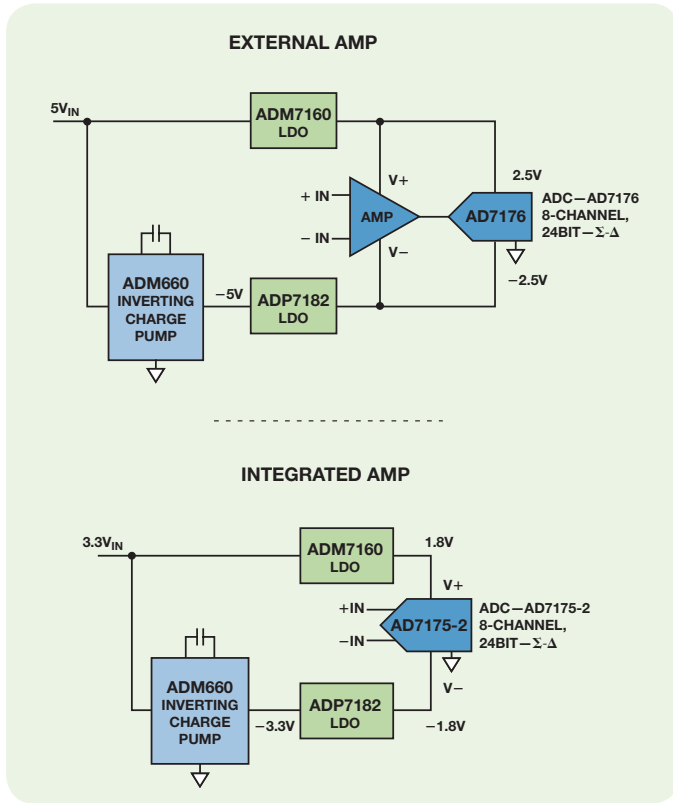 EXTERNAL AMP
5VIN
ADM7160
LDO
2.5V
V+
+ IN
AMP
– IN
V–
AD7176
ADC—AD7176
8-CHANNEL,
24BIT—Σ-Δ
–2.5V
ADM660
INVERTING
CHARGE
PUMP
–5V
ADP7182
LDO
INTEGRATED AMP
3.3VIN
ADM7160
LDO
1.8V
V+
+IN
–IN
AD7175-2
ADC—AD7175-2
8-CHANNEL,
24BIT—Σ-Δ
V–
–1.8V
ADM660
INVERTING
CHARGE
PUMP
–3.3V
ADP7182
LDO